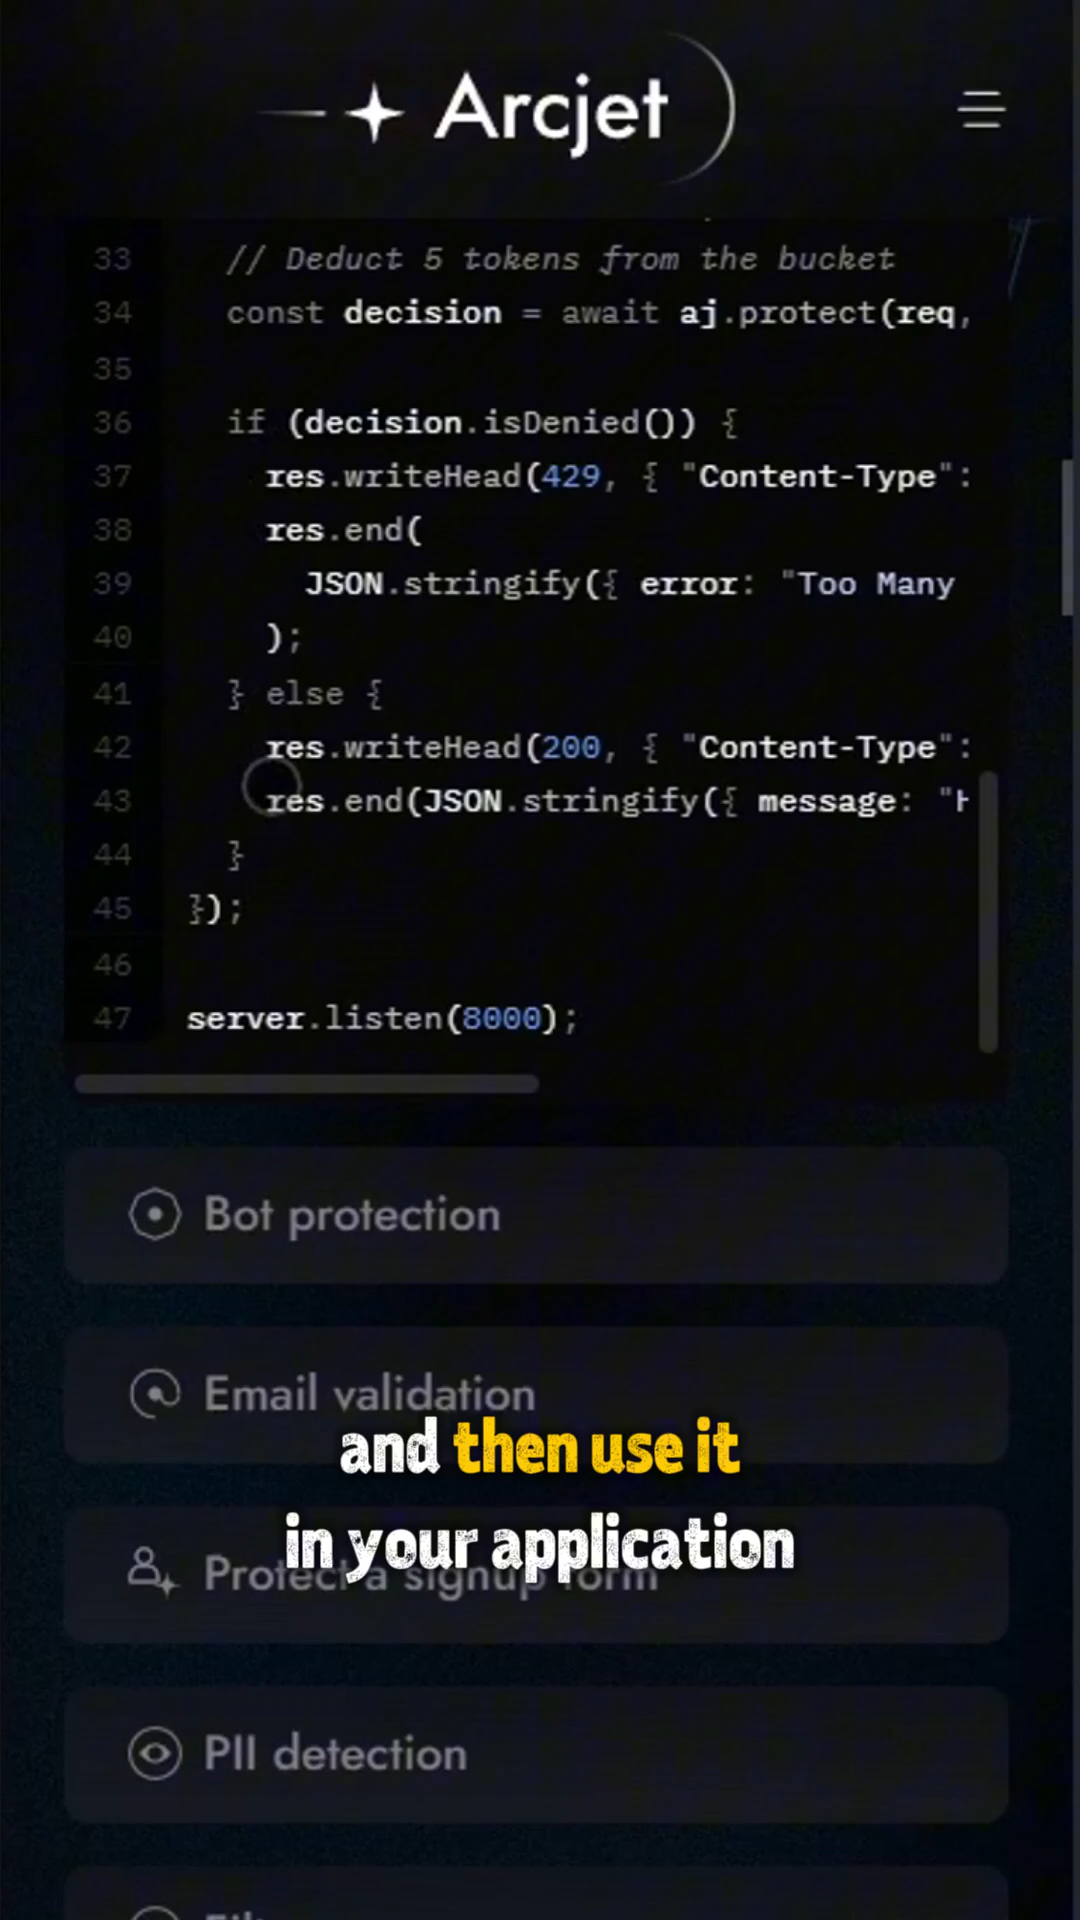 Arcjet
33 // Deduct 5 tokens from the bucket
34 const decision = await aj.protect(req,
35
36 if (decision.isDenied()) {
37 res.writeHead(429, { "Content-Type":
38 res.end(
39 JSON.stringify({ error: "Too Many
40 );
41 } else {
42 res.writeHead(200, { "Content-Type":
43 res.end(JSON.stringify({ message: "H
44 }
45 });
46
47 server.listen(8000);
Bot protection
Email validation
and then use it
in your application
Protect a signup form
PII detection